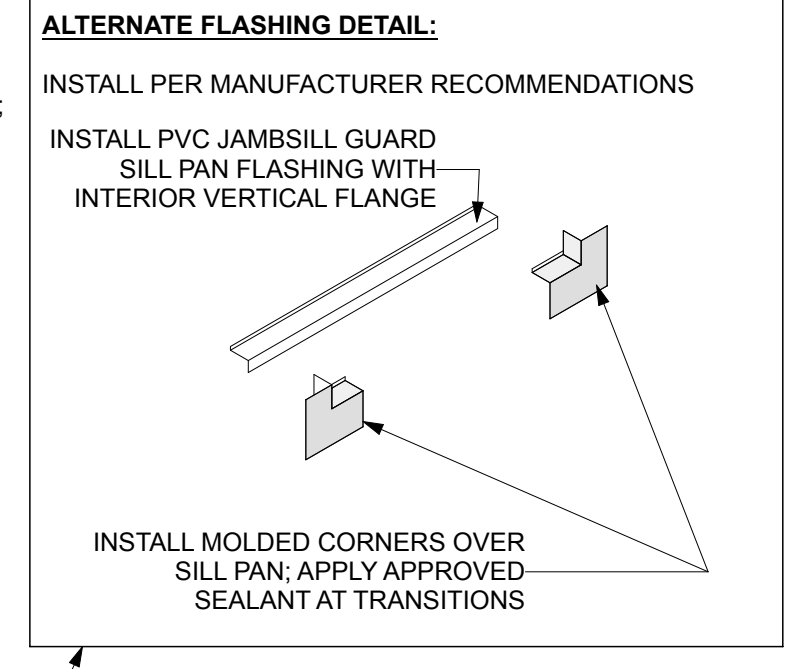 ALTERNATE FLASHING DETAIL:
;
INSTALL PER MANUFACTURER RECOMMENDATIONS
INSTALL PVC JAMBSILL GUARD
SILL PAN FLASHING WITH
INTERIOR VERTICAL FLANGE
INSTALL MOLDED CORNERS OVER
SILL PAN; APPLY APPROVED
SEALANT AT TRANSITIONS